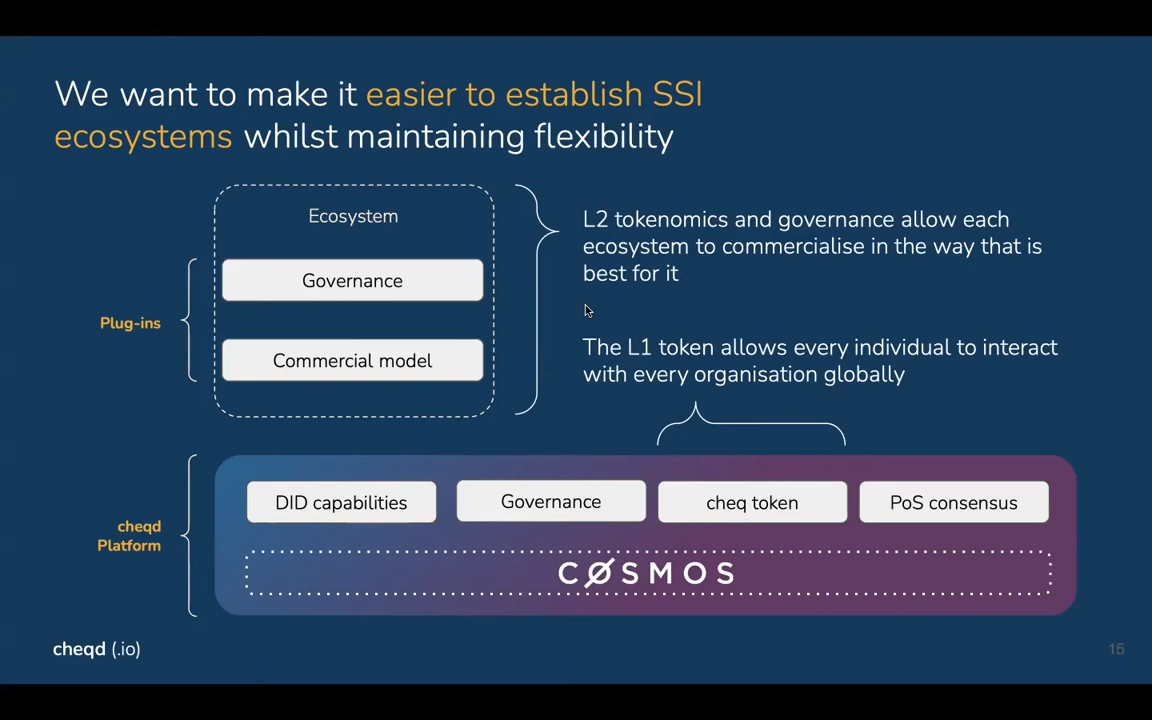 We want to make it easier to establish SSI
ecosystems whilst maintaining flexibility
Ecosystem
Governance
Commercial model
Plug-ins
L2 tokenomics and governance allow each
ecosystem to commercialise in the way that is
best for it
The L1 token allows every individual to interact
with every organisation globally
cheqd
Platform
DID capabilities
Governance
cheq token
PoS consensus
CØSMOS
cheqd (.io)
15